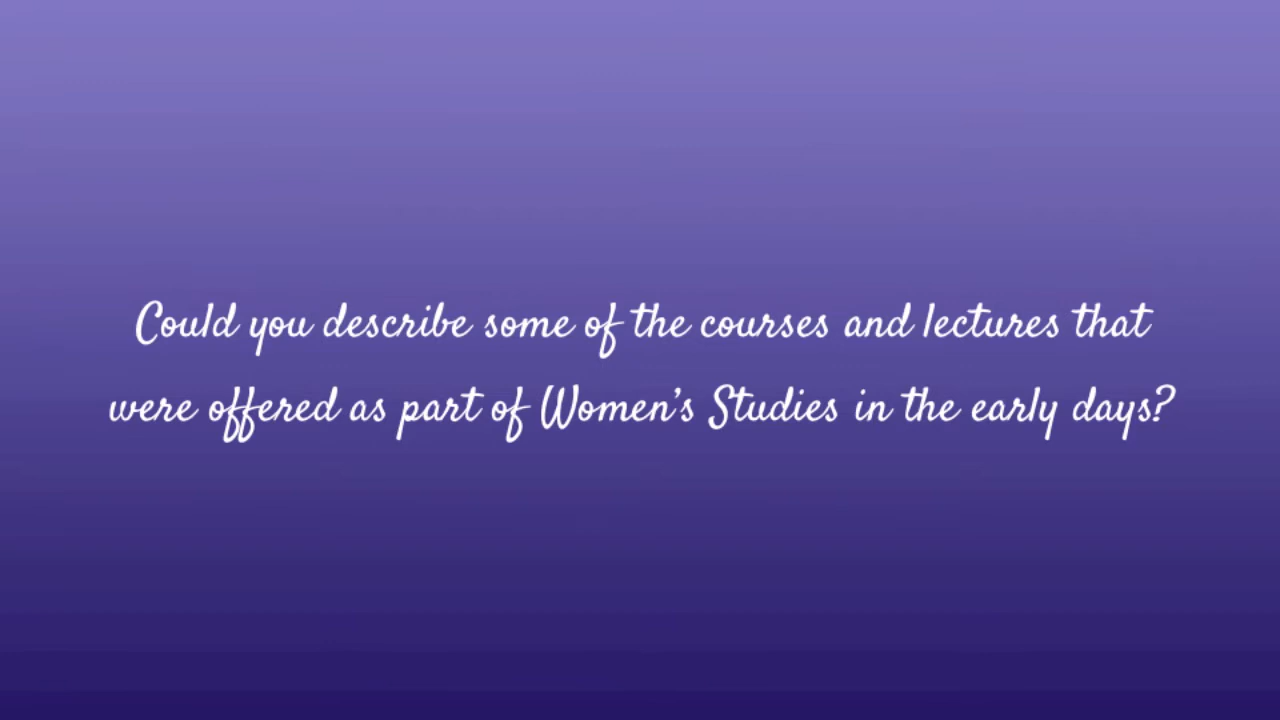 Could you describe some of the courses and lectures that
were offered as part of Women’s Studies in the early days?